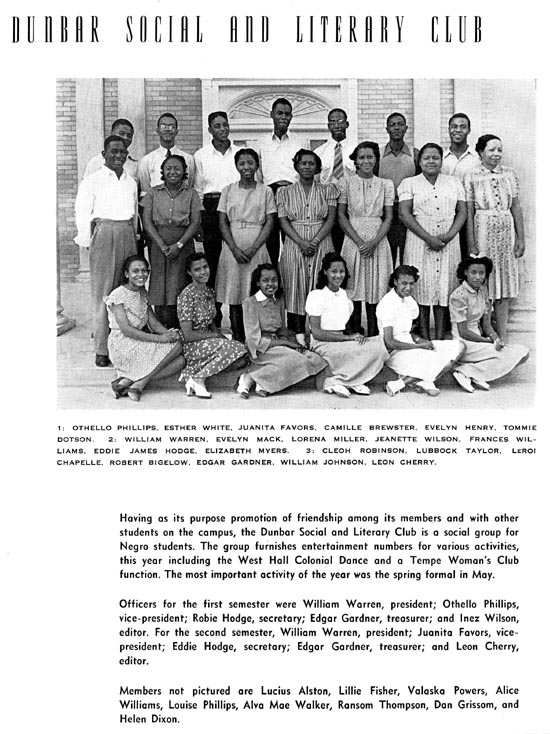 DUNBAR SOCIAL AND LITERARY CLUB
1: OTHELLO PHILLIPS, ESTHER WHITE, JUANITA FAVORS, CAMILLE BREWSTER, EVELYN HENRY, TOMMIE
DOTSON. 2: WILLIAM WARREN, EVELYN MACK, LORENA MILLER, JEANETTE WILSON, FRANCES WIL-
LIAMS, EDDIE JAMES HODGE, ELIZABETH MYERS. 3: CLEOH ROBINSON, LUBBOCK TAYLOR, LEROI
CHAPELLE, ROBERT BIGELOW, EDGAR GARDNER, WILLIAM JOHNSON, LEON CHERRY.
Having as its purpose promotion of friendship among its members and with other
students on the campus, the Dunbar Social and Literary Club is a social group for
Negro students. The group furnishes entertainment numbers for various activities,
this year including the West Hall Colonial Dance and a Tempe Woman's Club
function. The most important activity of the year was the spring formal in May.
Officers for the first semester were William Warren, president; Othello Phillips,
vice-president; Robie Hodge, secretary; Edgar Gardner, treasurer; and Inez Wilson,
editor. For the second semester, William Warren, president; Juanita Favors, vice-
president; Eddie Hodge, secretary; Edgar Gardner, treasurer; and Leon Cherry,
editor.
Members not pictured are Lucius Alston, Lillie Fisher, Valaska Powers, Alice
Williams, Louise Phillips, Alva Mae Walker, Ransom Thompson, Dan Grissom, and
Helen Dixon.